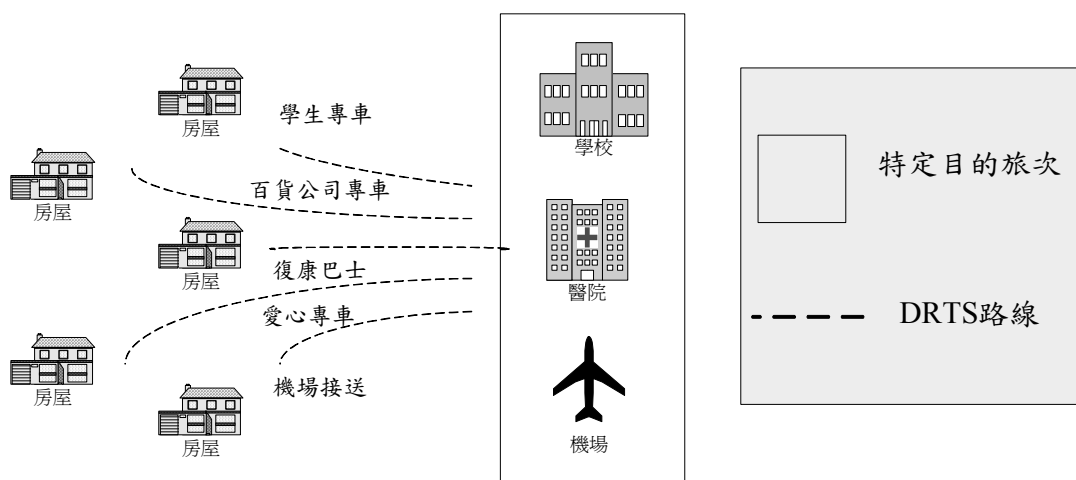 學生專車
房屋
學校
百貨公司專車
房屋
特定目的旅次
復康巴士
房屋
醫院
愛心專車
DRTS路線
房屋
機場接送
房屋
機場